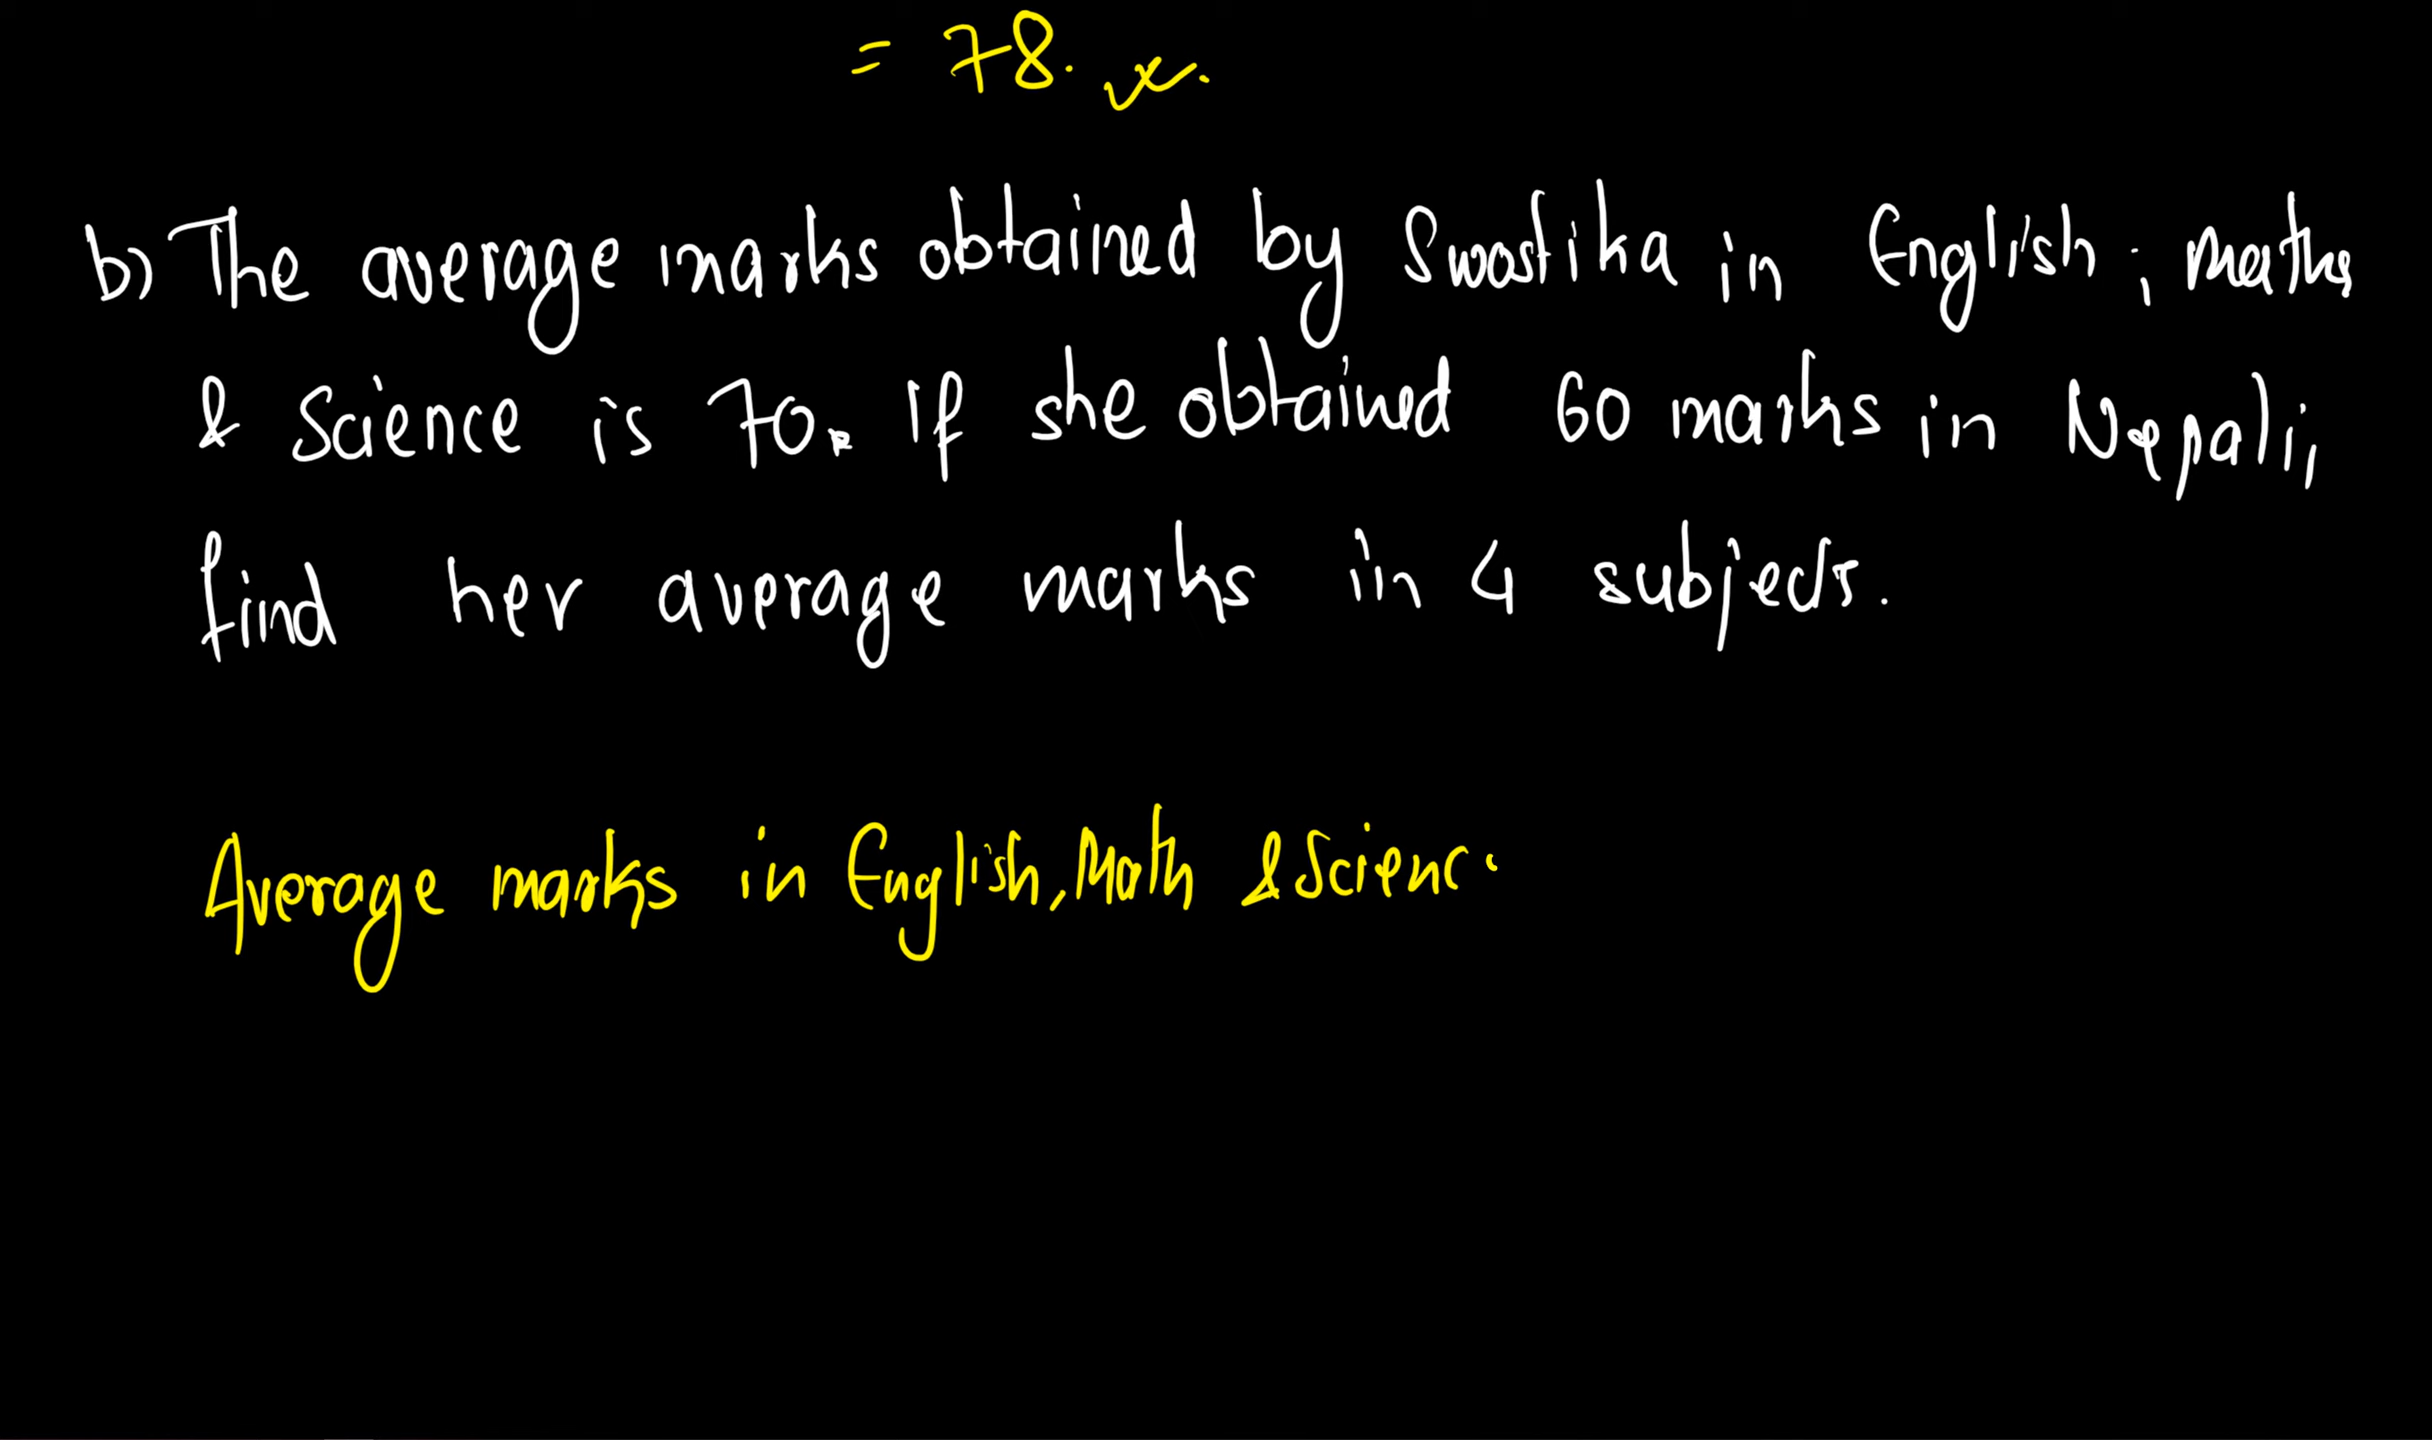 = 78.
b) The average marks obtained by Swostika in English, maths
& Science is 70. If she obtained 60 marks in Nepali,
find her average marks in 4 subjects.
Average marks in English, Math & Scienc